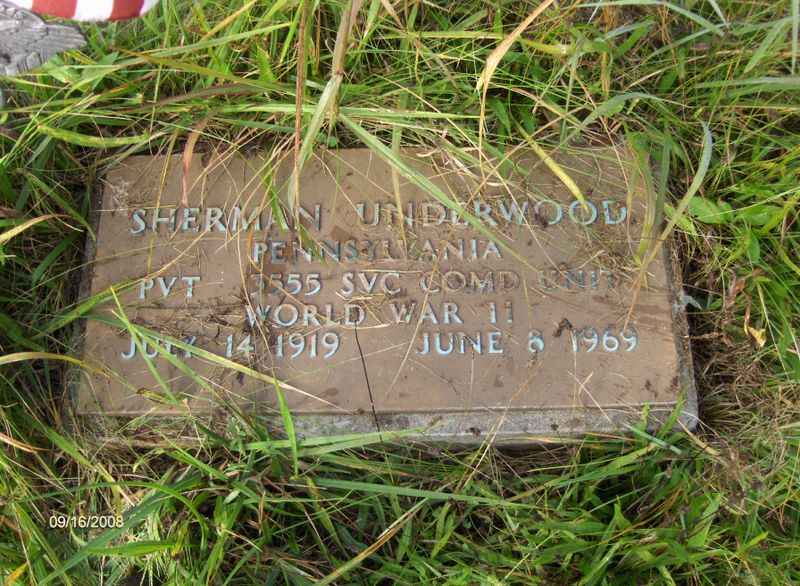 SHERMAN UNDERWOOD
PENNSYLVANIA
PVT 3555 SVC COMD UNIT
WORLD WAR II
JULY 14 1919 JUNE 8 1969
09/16/2008